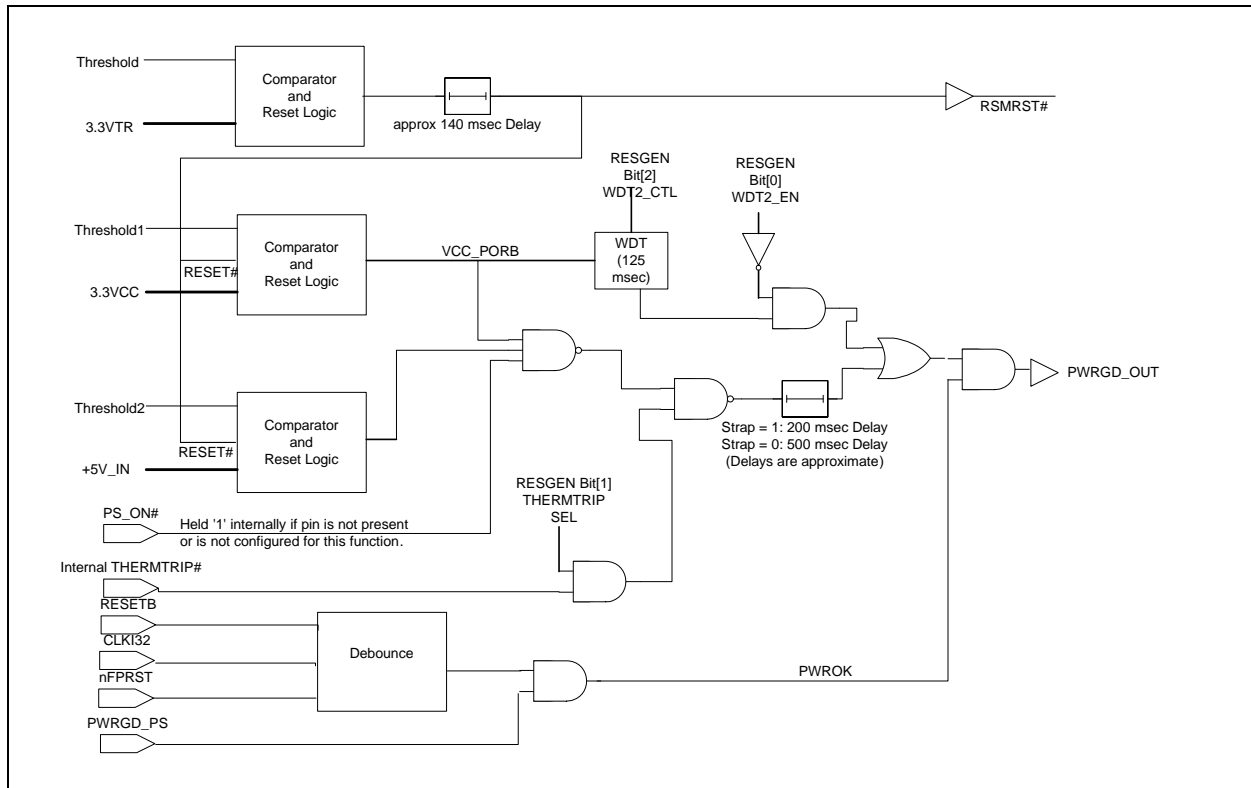 Threshold
3.3VTR
Comparator
and
Reset Logic
approx 140 msec Delay
RSMRST#
RESGEN
Bit[2]
WDT2_CTL
RESGEN
Bit[0]
WDT2_EN
Threshold1
RESET#
3.3VCC
Comparator
and
Reset Logic
VCC_PORB
WDT
(125
msec)
PWRGD_OUT
Threshold2
RESET#
+5V_IN
Comparator
and
Reset Logic
Strap = 1: 200 msec Delay
Strap = 0: 500 msec Delay
(Delays are approximate)
RESGEN Bit[1]
THERMTRIP
SEL
PS_ON#
Held '1' internally if pin is not present
or is not configured for this function.
Internal THERMTRIP#
RESETB
CLKI32
nFPRST
PWRGD_PS
Debounce
PWROK